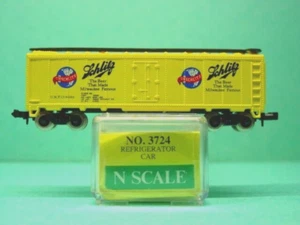 Schlitz
The Beer
That Made
Milwaukee Famous
Schlitz
The Beer
That Made
Milwaukee Famous
NO. 3724
REFRIGERATOR
CAR
N SCALE